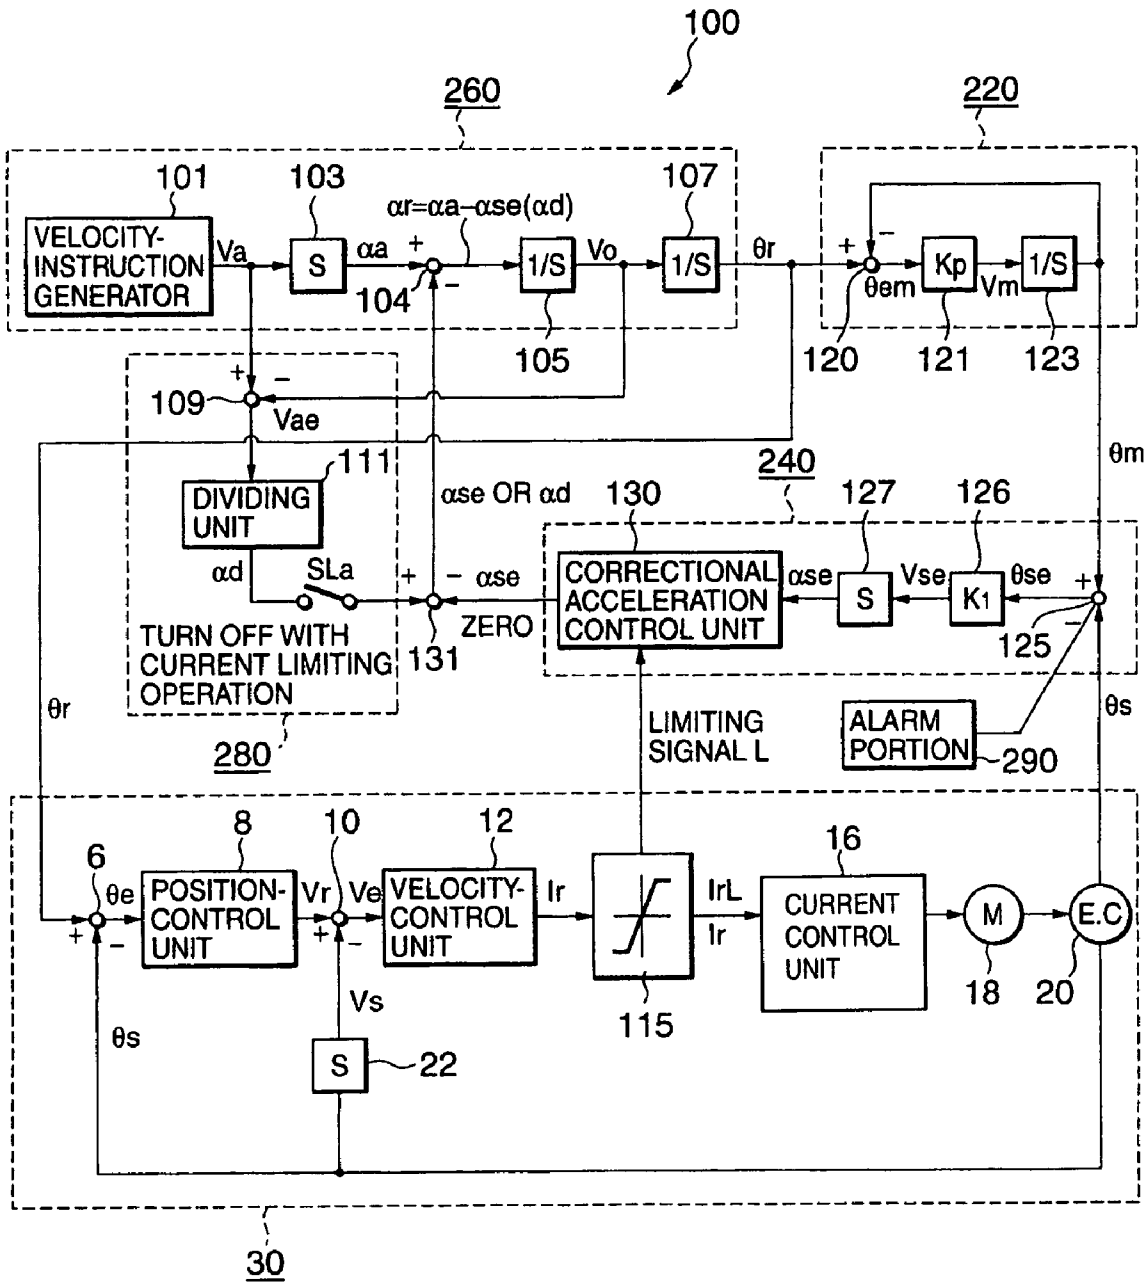 100
260
220
101
103
107
αr=αa−αse(αd)
VELOCITY-
INSTRUCTION
GENERATOR
Va
S
αa
+
−
104
1/S
105
Vo
1/S
θr
+
−
θem
120
Kp
121
Vm
1/S
123
+
−
109
Vae
111
DIVIDING
UNIT
αd
SLa
TURN OFF WITH
CURRENT LIMITING
OPERATION
280
αse OR αd
+
−
131
αse
ZERO
240
130
127
126
θm
CORRECTIONAL
ACCELERATION
CONTROL UNIT
αse
S
Vse
K1
θse
+
−
125
θr
LIMITING
SIGNAL L
ALARM
PORTION
290
θs
6
8
10
12
16
θe
+
−
POSITION-
CONTROL
UNIT
Vr
+
−
Ve
VELOCITY-
CONTROL
UNIT
Ir
115
IrL
Ir
CURRENT
CONTROL
UNIT
M
18
E.C
20
θs
Vs
S
22
30